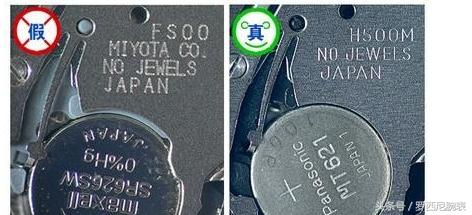 假
FS00
MIYOTA CO.
NO JEWELS
JAPAN
JAPAN
0%Hg
SR626SW
maxell
真
H500M
NO JEWELS
JAPAN
JAPAN 1
MT621
Panasonic
+
头条号／罗西尼腕表